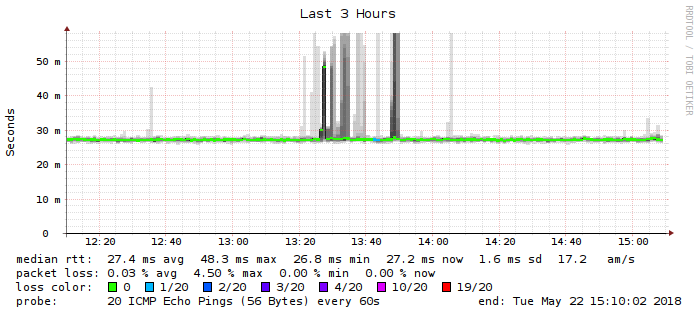 Last 3 Hours
RRDTOOL / TOBI OETIKER
Seconds
50 m
40 m
30 m
20 m
10 m
0
12:20 12:40 13:00 13:20 13:40 14:00 14:20 14:40 15:00
median rtt: 27.4 ms avg 48.3 ms max 26.8 ms min 27.2 ms now 1.6 ms sd 17.2 am/s
packet loss: 0.03 % avg 4.50 % max 0.00 % min 0.00 % now
loss color: 0 1/20 2/20 3/20 4/20 10/20 19/20
probe: 20 ICMP Echo Pings (56 Bytes) every 60s end: Tue May 22 15:10:02 2018